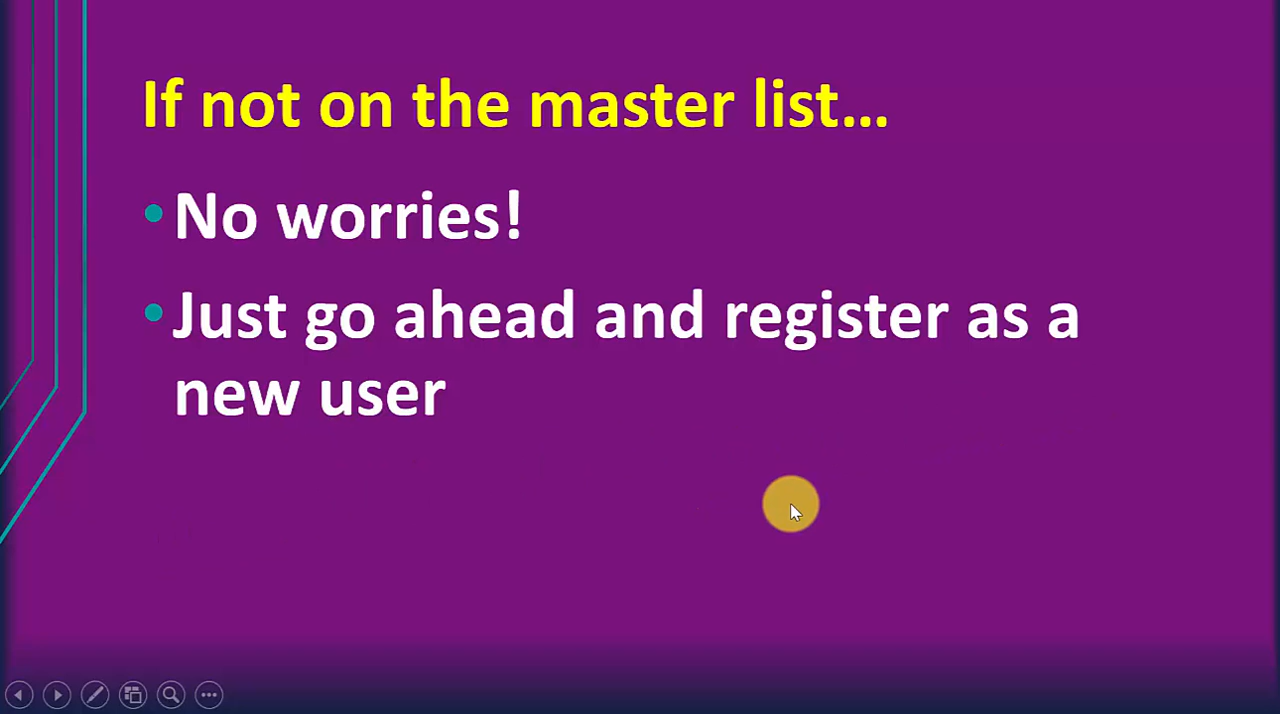 If not on the master list...
• No worries!
• Just go ahead and register as a
new user